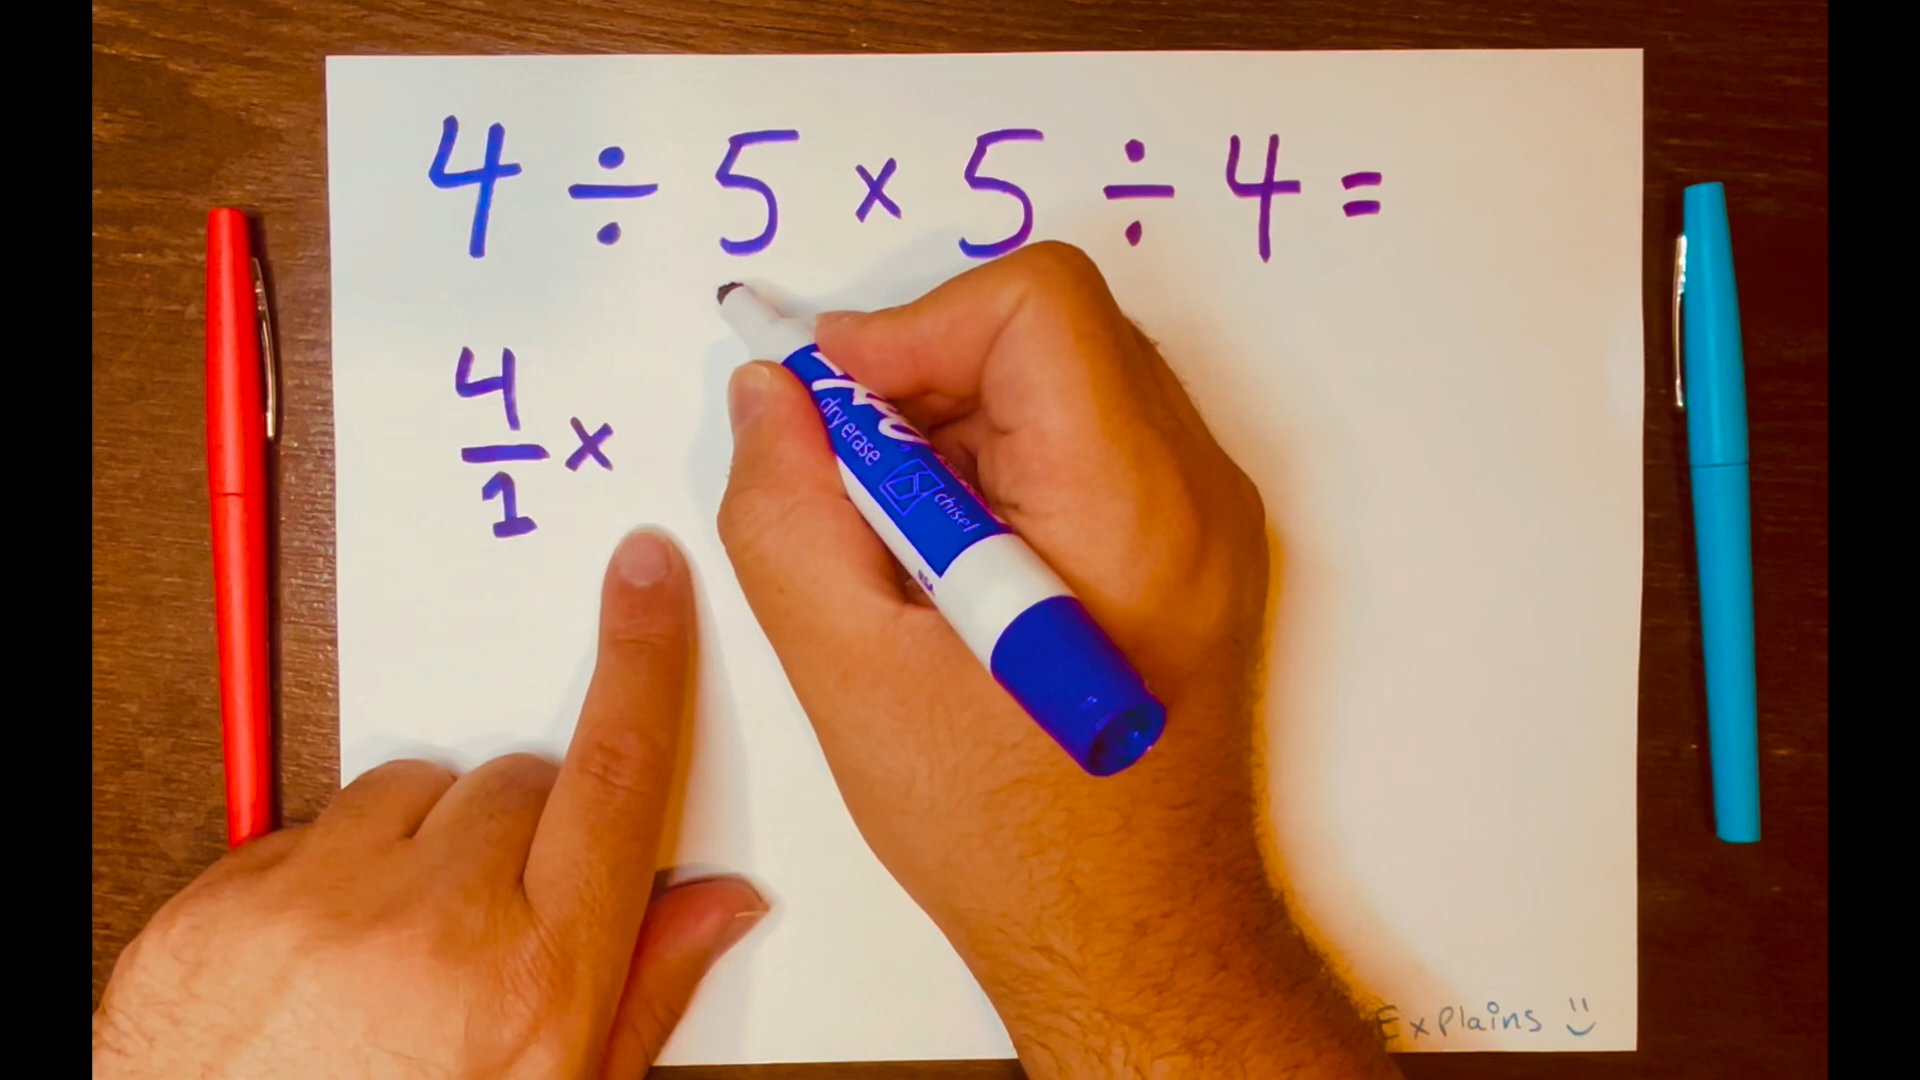 4 ÷ 5 × 5 ÷ 4 =
4
1
×
dry erase
chisel
Explains